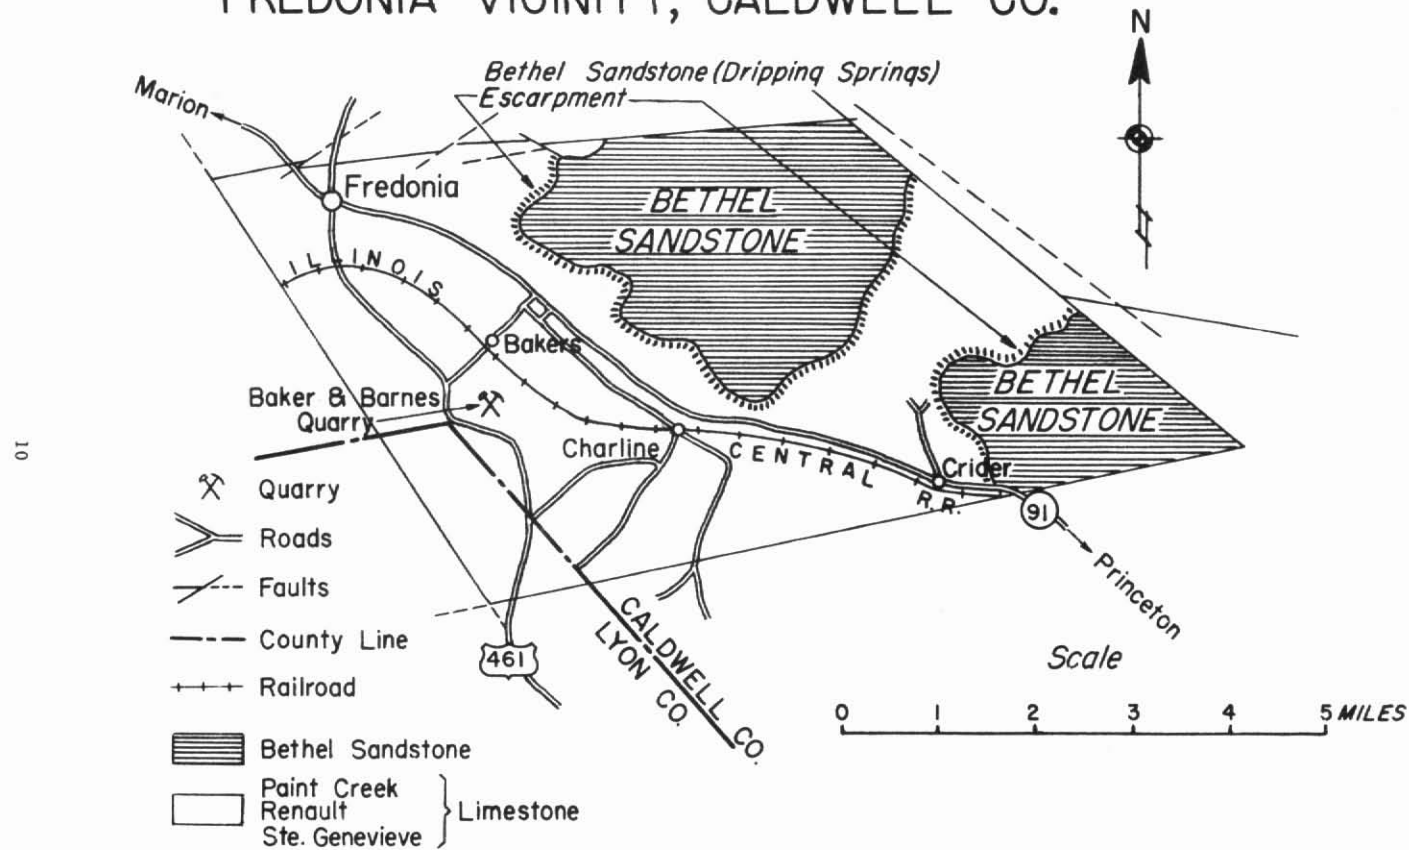 FREDONIA VICINITY, CALDWELL CO.
N
Bethel Sandstone (Dripping Springs)
Escarpment
Marion
Fredonia
BETHEL
SANDSTONE
ILLINOIS
Bakers
BETHEL
SANDSTONE
Baker & Barnes
Quarry
Charline
CENTRAL
R.R.
Crider
91
Princeton
10
Quarry
Roads
Faults
County Line
Railroad
Bethel Sandstone
Paint Creek
Renault
Ste. Genevieve
Limestone
461
CALDWELL CO.
LYON CO.
Scale
0 1 2 3 4 5 MILES